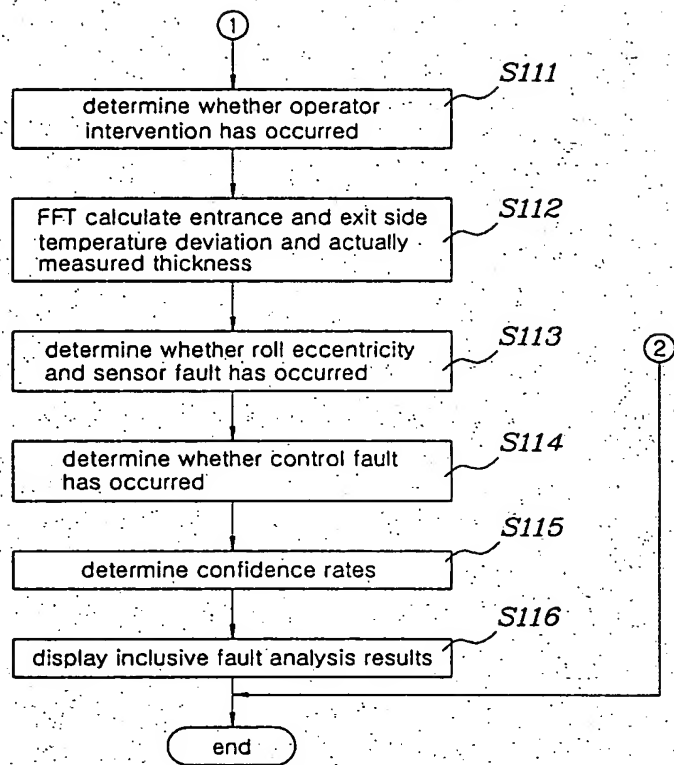 1
S111
determine whether operator
intervention has occurred
S112
FFT calculate entrance and exit side
temperature deviation and actually
measured thickness
S113
determine whether roll eccentricity
and sensor fault has occurred
2
S114
determine whether control fault
has occurred
S115
determine confidence rates
S116
display inclusive fault analysis results
end